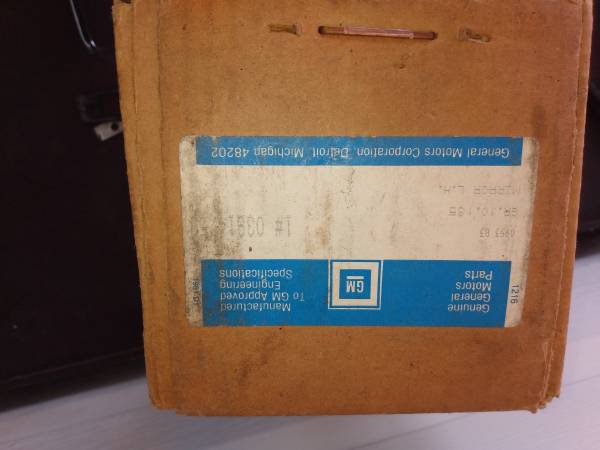 1216
Genuine
General
Motors
Parts
GM
Manufactured
To GM Approved
Engineering
Specifications
GR.10.185
MIRROR L.H.
General Motors Corporation Detroit, Michigan 48202